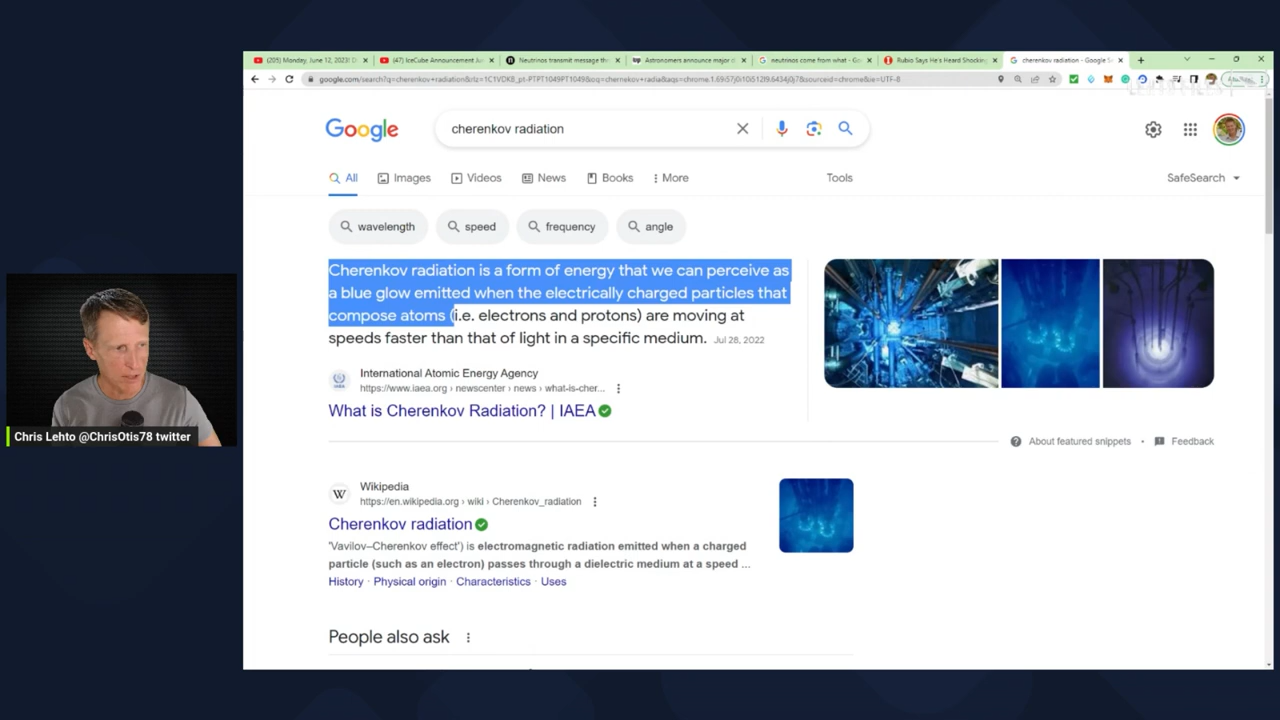 (205) Monday, June 12, 2023! D
(47) IceCube Announcement Ju
Neutrinos transmit message th
Astronomers announce major d
neutrinos come from what - Go
Rubio Says He's Heard Shocking
cherenkov radiation - Google S
Google
cherenkov radiation
All
Images
Videos
News
Books
More
Tools
SafeSearch
wavelength
speed
frequency
angle
Cherenkov radiation is a form of energy that we can perceive as
a blue glow emitted when the electrically charged particles that
compose atoms (i.e. electrons and protons) are moving at
speeds faster than that of light in a specific medium. Jul 28, 2022
International Atomic Energy Agency
https://www.iaea.org › newscenter › news › what-is-cher...
What is Cherenkov Radiation? | IAEA
About featured snippets • Feedback
Wikipedia
https://en.wikipedia.org › wiki › Cherenkov_radiation
Cherenkov radiation
'Vavilov–Cherenkov effect') is electromagnetic radiation emitted when a charged
particle (such as an electron) passes through a dielectric medium at a speed ...
History · Physical origin · Characteristics · Uses
People also ask
Chris Lehto @ChrisOtis78 twitter